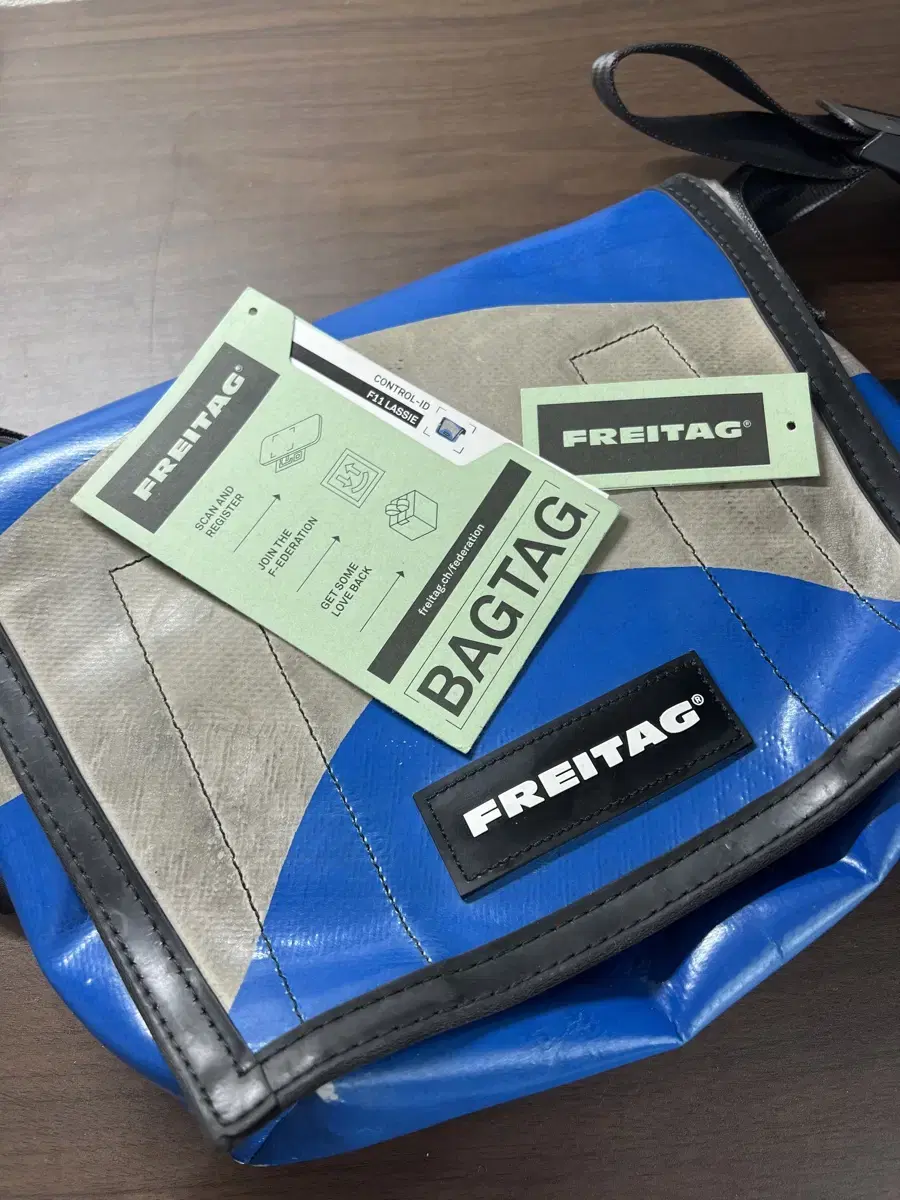 FREITAG®
CONTROL-ID
F11 LASSIE
SCAN AND
REGISTER
JOIN THE
F-EDERATION
GET SOME
LOVE BACK
freitag.ch/federation
BAGTAG
FREITAG®
FREITAG®